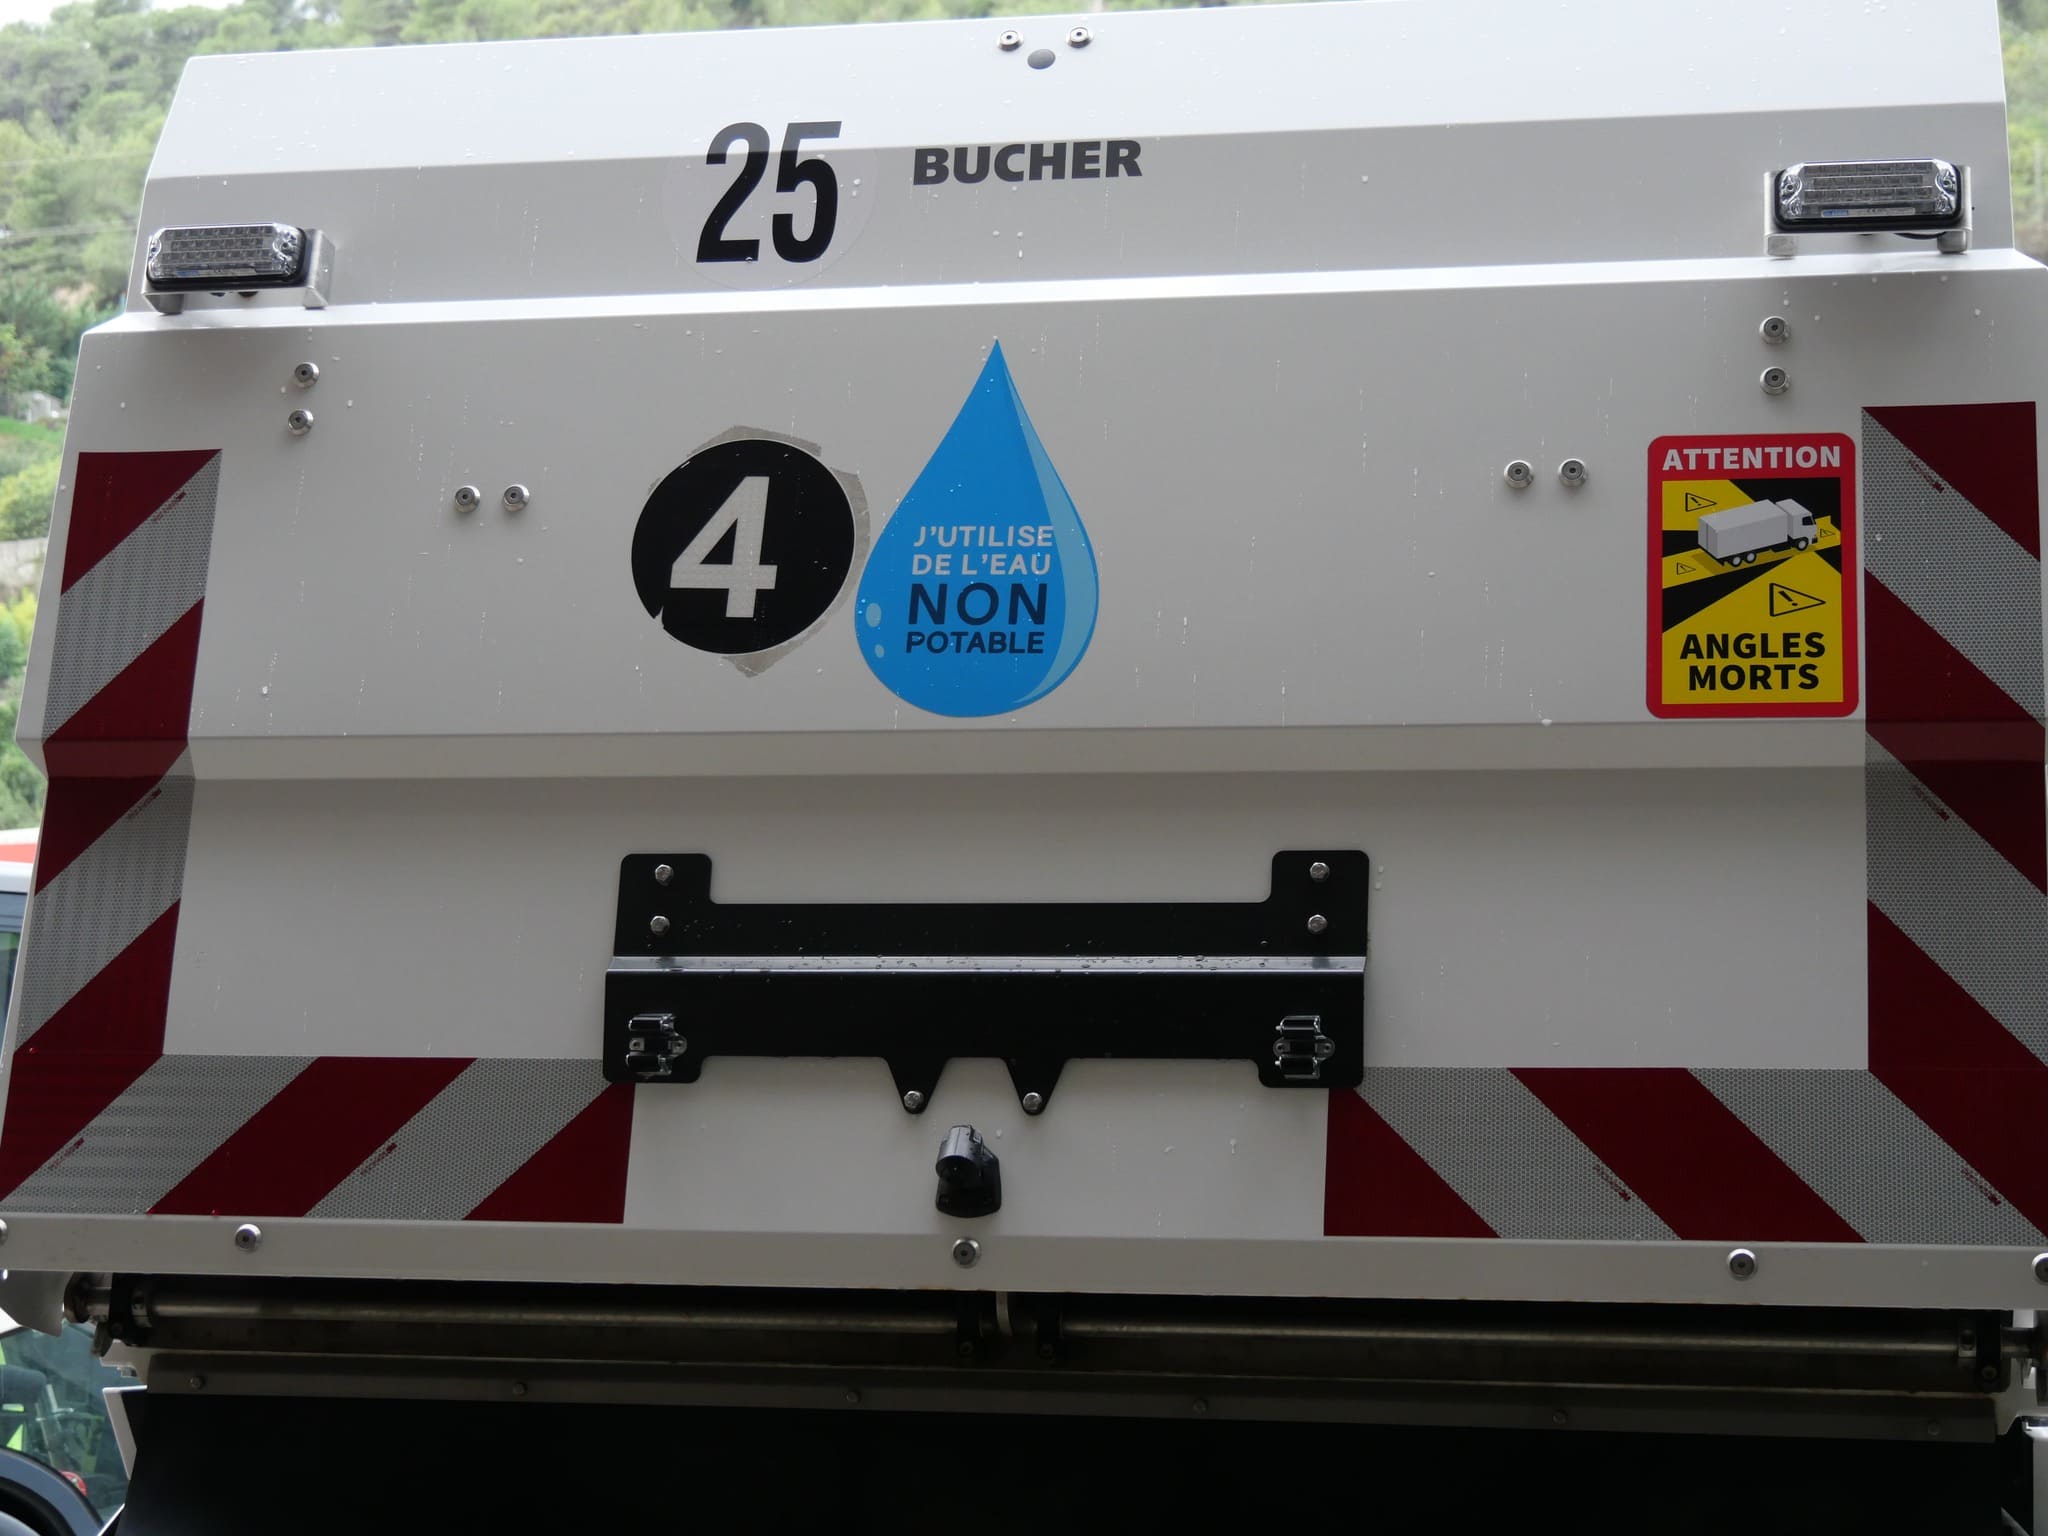 25
BUCHER
4
J'UTILISE
DE L'EAU
NON
POTABLE
ATTENTION
ANGLES
MORTS